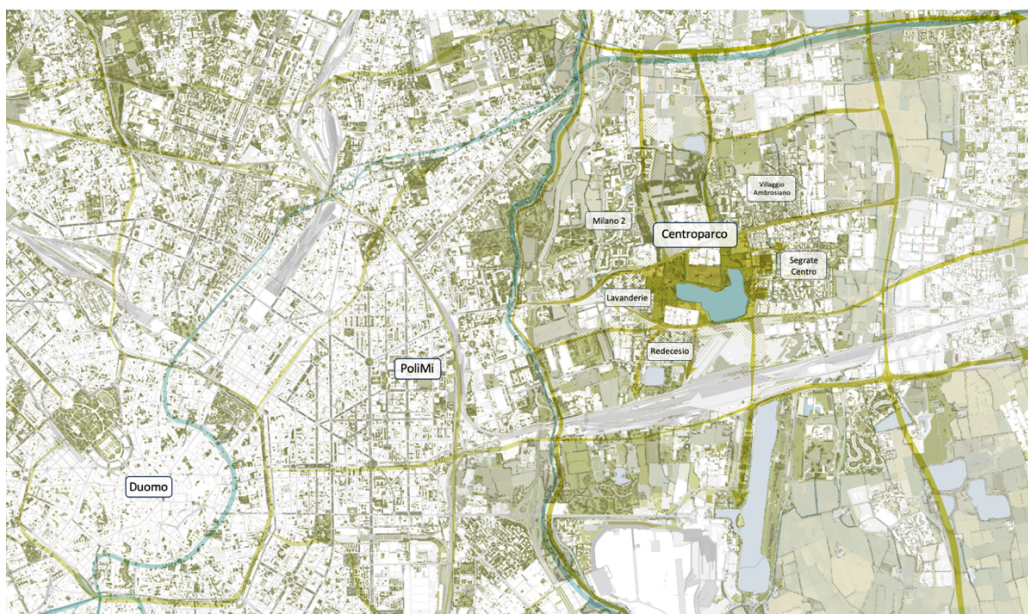 Villaggio
Ambrosiano
Milano 2
Centroparco
Segrate
Centro
Lavanderie
Redecesio
PoliMi
Duomo